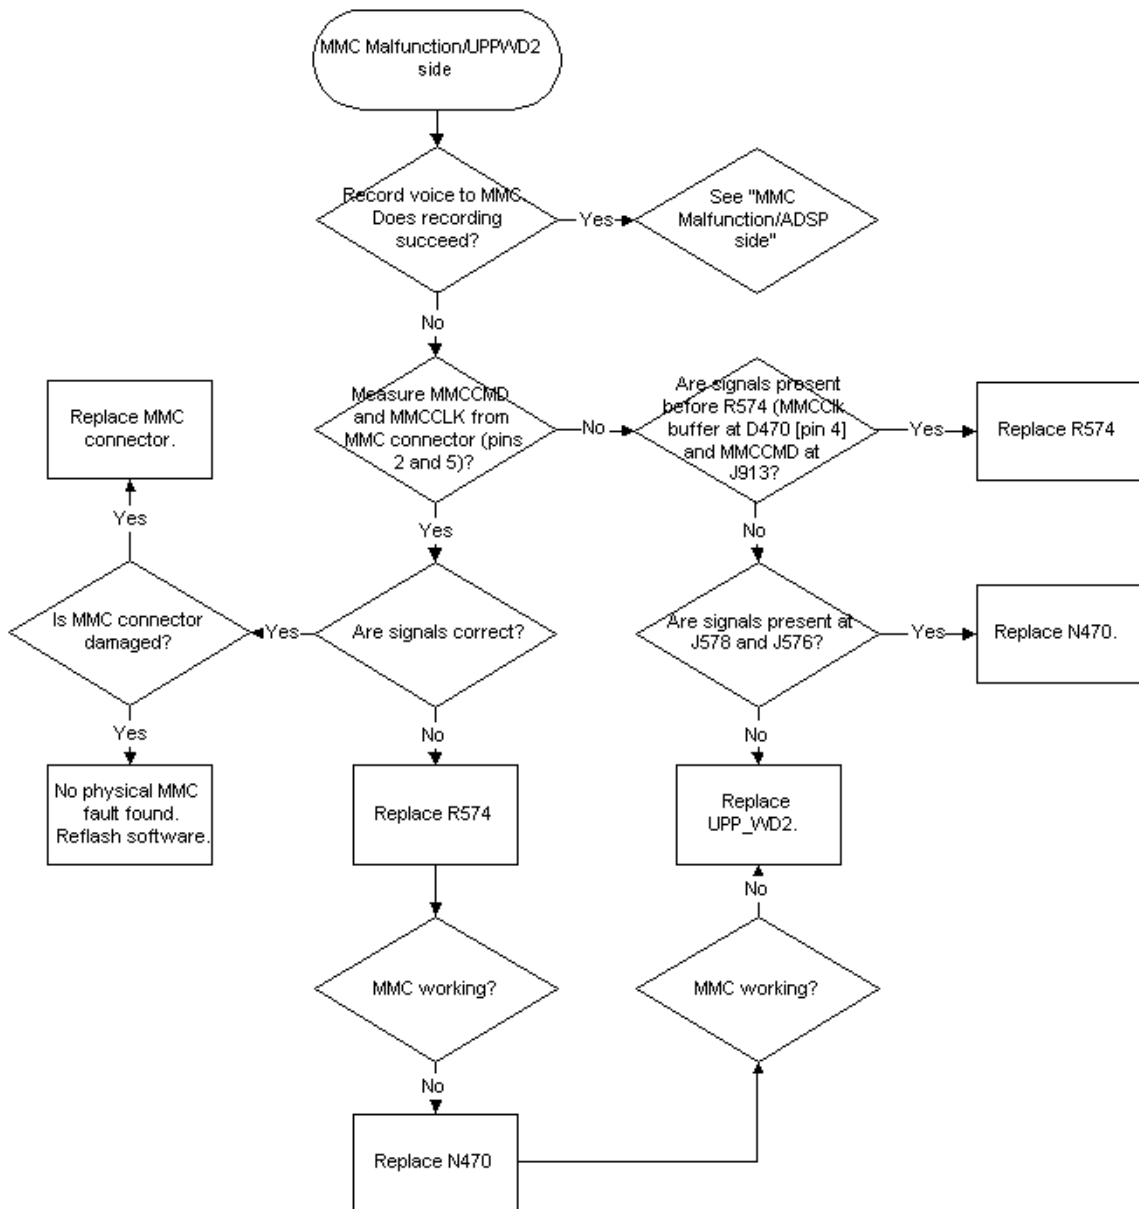 MMC Malfunction/UPPWD2
side
Record voice to MMC.
Does recording
succeed?
Yes
See "MMC
Malfunction/ADSP
side"
No
Replace MMC
connector.
Measure MMCCMD
and MMCCLK from
MMC connector (pins
2 and 5)?
No
Are signals present
before R574 (MMCClk
buffer at D470 [pin 4]
and MMCCMD at
J913?
Yes
Replace R574
Yes
Yes
No
Is MMC connector
damaged?
Yes
Are signals correct?
Are signals present at
J578 and J576?
Yes
Replace N470.
Yes
No
No
No physical MMC
fault found.
Reflash software.
Replace R574
Replace
UPP_WD2.
No
MMC working?
MMC working?
No
Replace N470